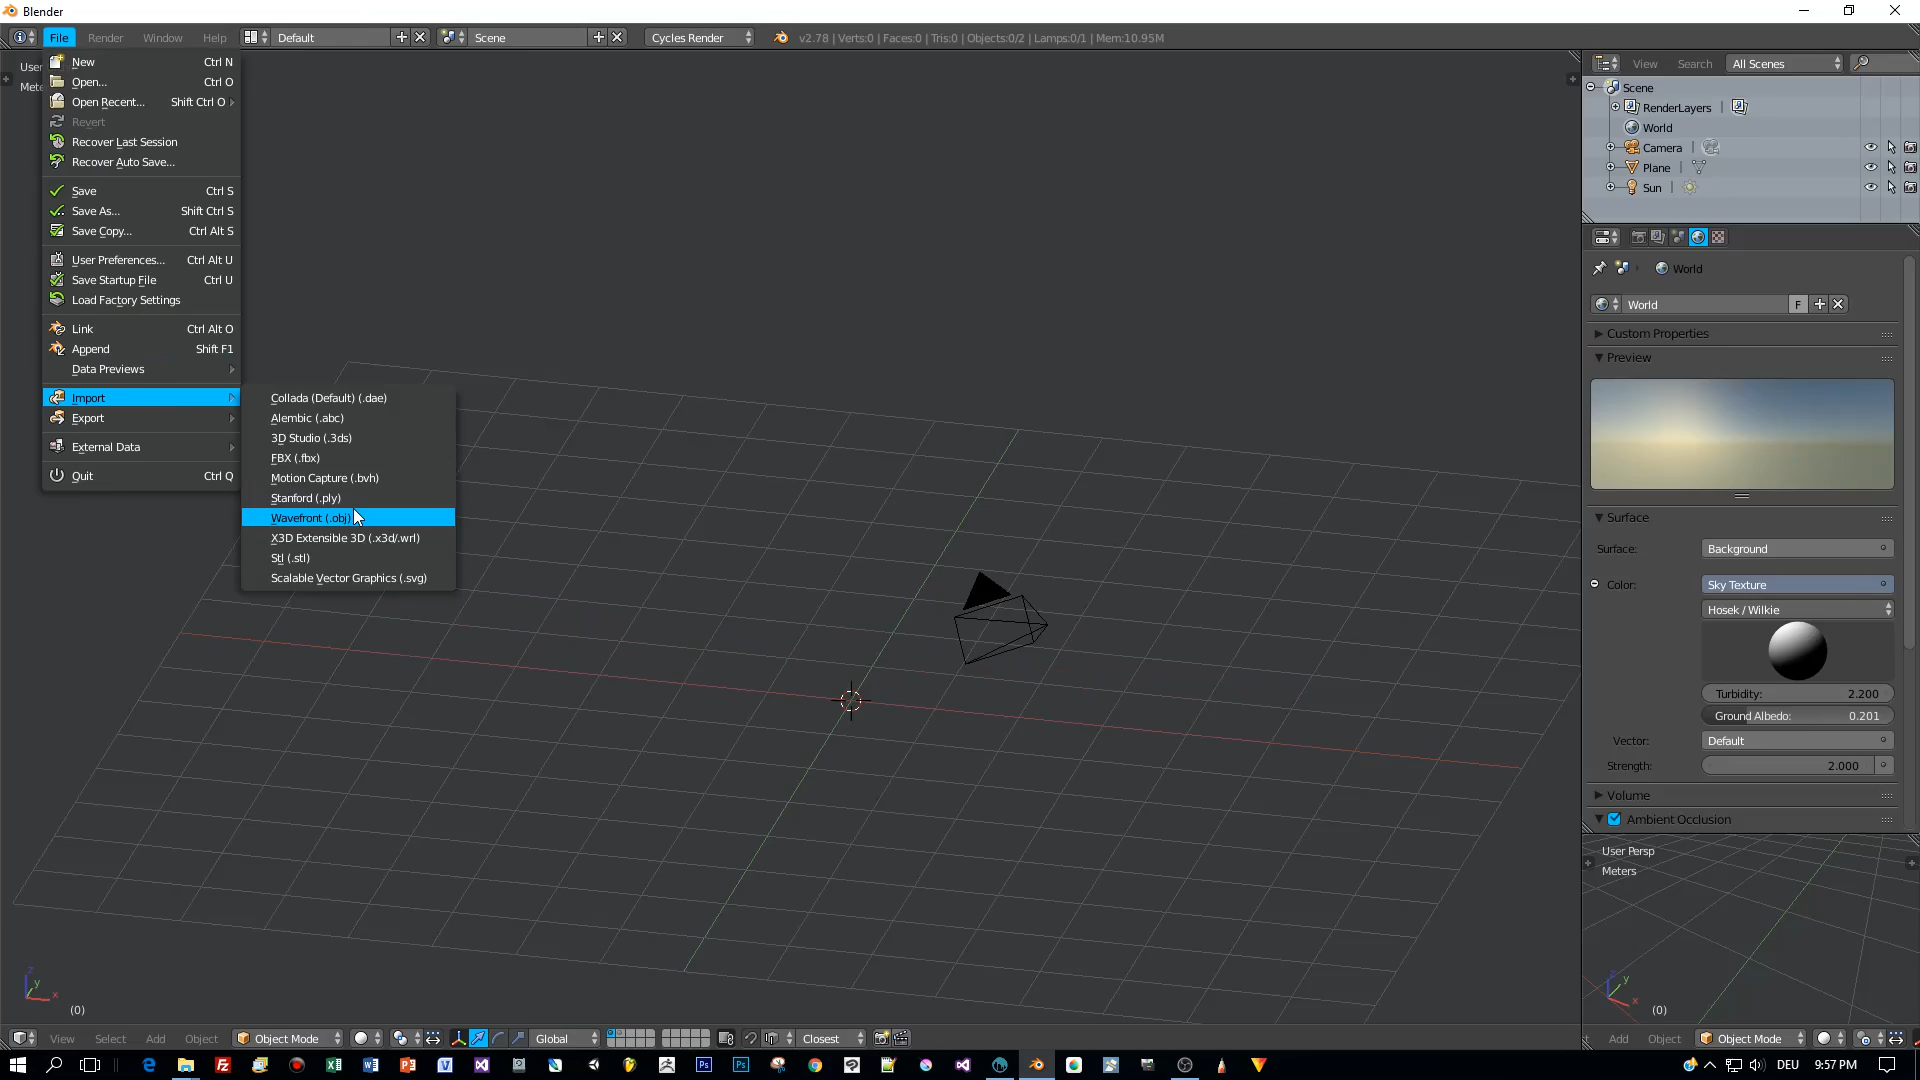 Blender
File Render Window Help Default Scene Cycles Render v2.78 | Verts:0 | Faces:0 | Tris:0 | Objects:0/2 | Lamps:0/1 | Mem:10.95M
New Ctrl N
Open... Ctrl O
Open Recent... Shift Ctrl O
Revert
Recover Last Session
Recover Auto Save...
Save Ctrl S
Save As... Shift Ctrl S
Save Copy... Ctrl Alt S
User Preferences... Ctrl Alt U
Save Startup File Ctrl U
Load Factory Settings
Link Ctrl Alt O
Append Shift F1
Data Previews
Import
Export
External Data
Quit Ctrl Q
Collada (Default) (.dae)
Alembic (.abc)
3D Studio (.3ds)
FBX (.fbx)
Motion Capture (.bvh)
Stanford (.ply)
Wavefront (.obj)
X3D Extensible 3D (.x3d/.wrl)
Stl (.stl)
Scalable Vector Graphics (.svg)
View Search All Scenes
Scene
RenderLayers
World
Camera
Plane
Sun
World
World F
Custom Properties
Preview
Surface
Surface: Background
Color: Sky Texture
Hosek / Wilkie
Turbidity: 2.200
Ground Albedo: 0.201
Vector: Default
Strength: 2.000
Volume
Ambient Occlusion
User Persp
Meters
z
y
x
(0)
z
y
x
(0)
View Select Add Object Object Mode Global Closest
Add Object Object Mode
DEU 9:57 PM